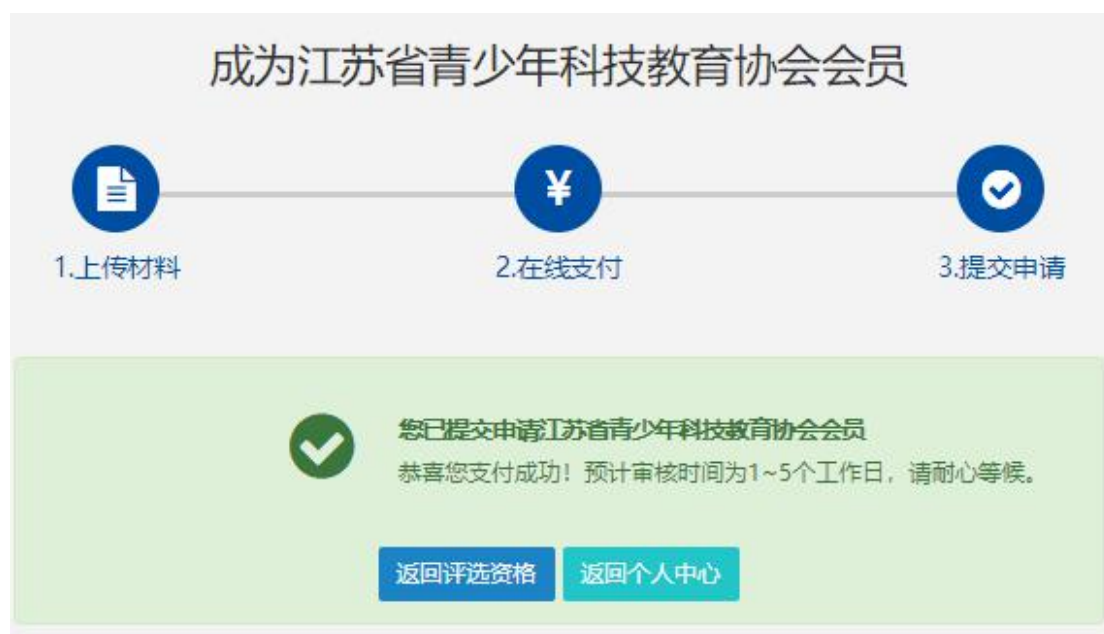 成为江苏省青少年科技教育协会会员
¥
1.上传材料
2.在线支付
3.提交申请
您已提交申请江苏省青少年科技教育协会会员
恭喜您支付成功！预计审核时间为1~5个工作日，请耐心等候。
返回评选资格
返回个人中心